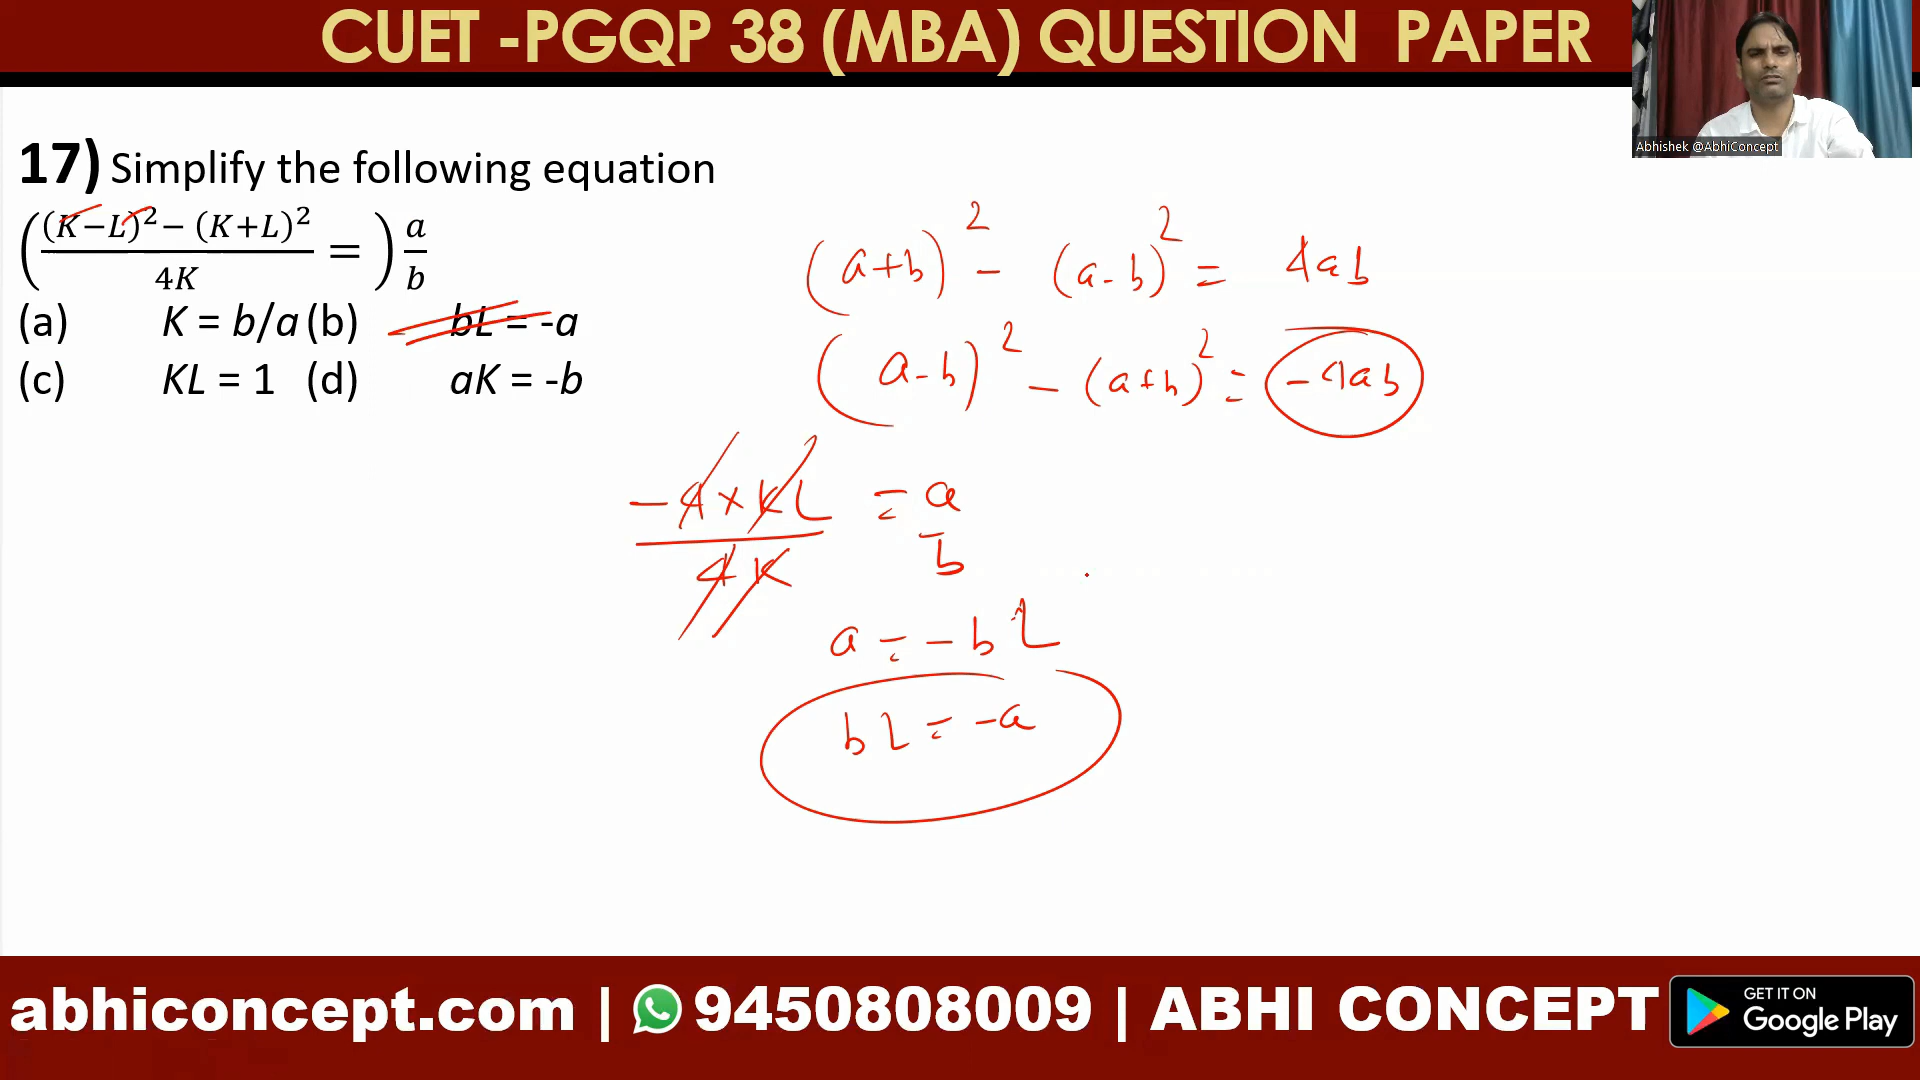 CUET -PGQP 38 (MBA) QUESTION PAPER
Abhishek @AbhiConcept
17) Simplify the following equation
((K−L)²− (K+L)²/4K = ) a/b
(a) K = b/a (b) bL = -a
(c) KL = 1 (d) aK = -b
(a+b)² - (a-b)² = 4ab
(a-b)² - (a+b)² = -4ab
-4×KL/4K = a/b
a = -bL
bL = -a
abhiconcept.com | 9450808009 | ABHI CONCEPT
GET IT ON
Google Play